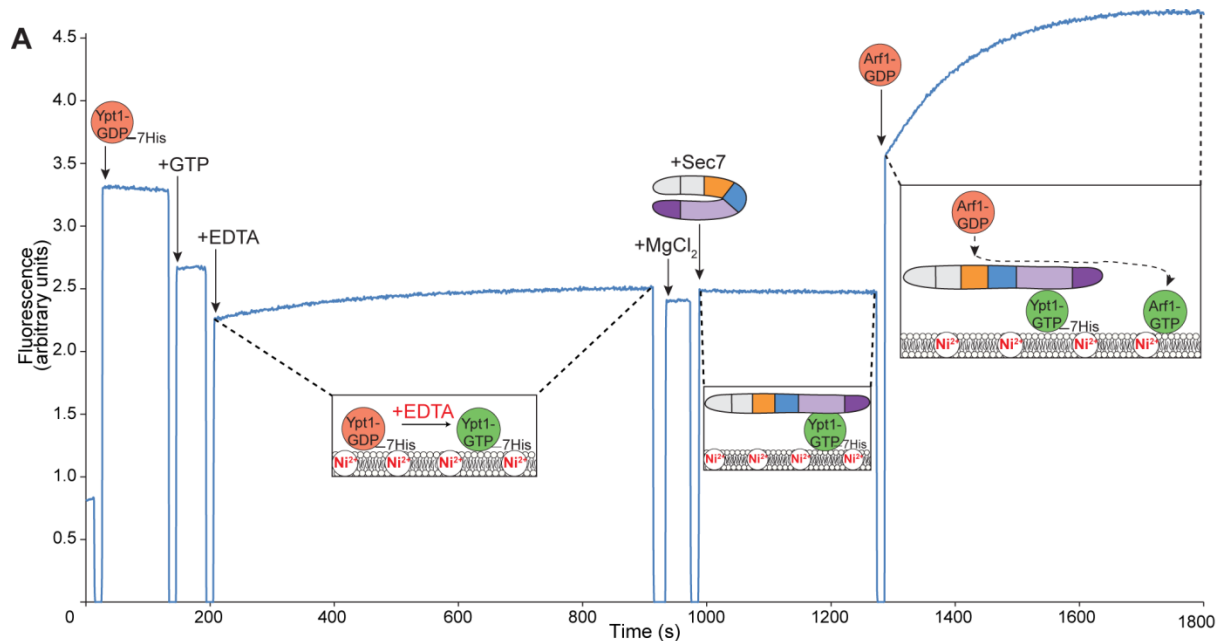 A
Fluorescence
(arbitrary units)
4.5
4.0
3.5
3.0
2.5
2.0
1.5
1.0
0.5
0
200
400
600
800
1000
1200
1400
1600
1800
Time (s)
Ypt1-
GDP
7His
+GTP
+EDTA
+EDTA
Ypt1-
GDP
7His
Ypt1-
GTP
7His
Ni2+
Ni2+
Ni2+
Ni2+
+MgCl2
+Sec7
Ypt1-
GTP
7His
Ni2+
Ni2+
Ni2+
Ni2+
Arf1-
GDP
Arf1-
GDP
Ypt1-
GTP
7His
Arf1-
GTP
Ni2+
Ni2+
Ni2+
Ni2+